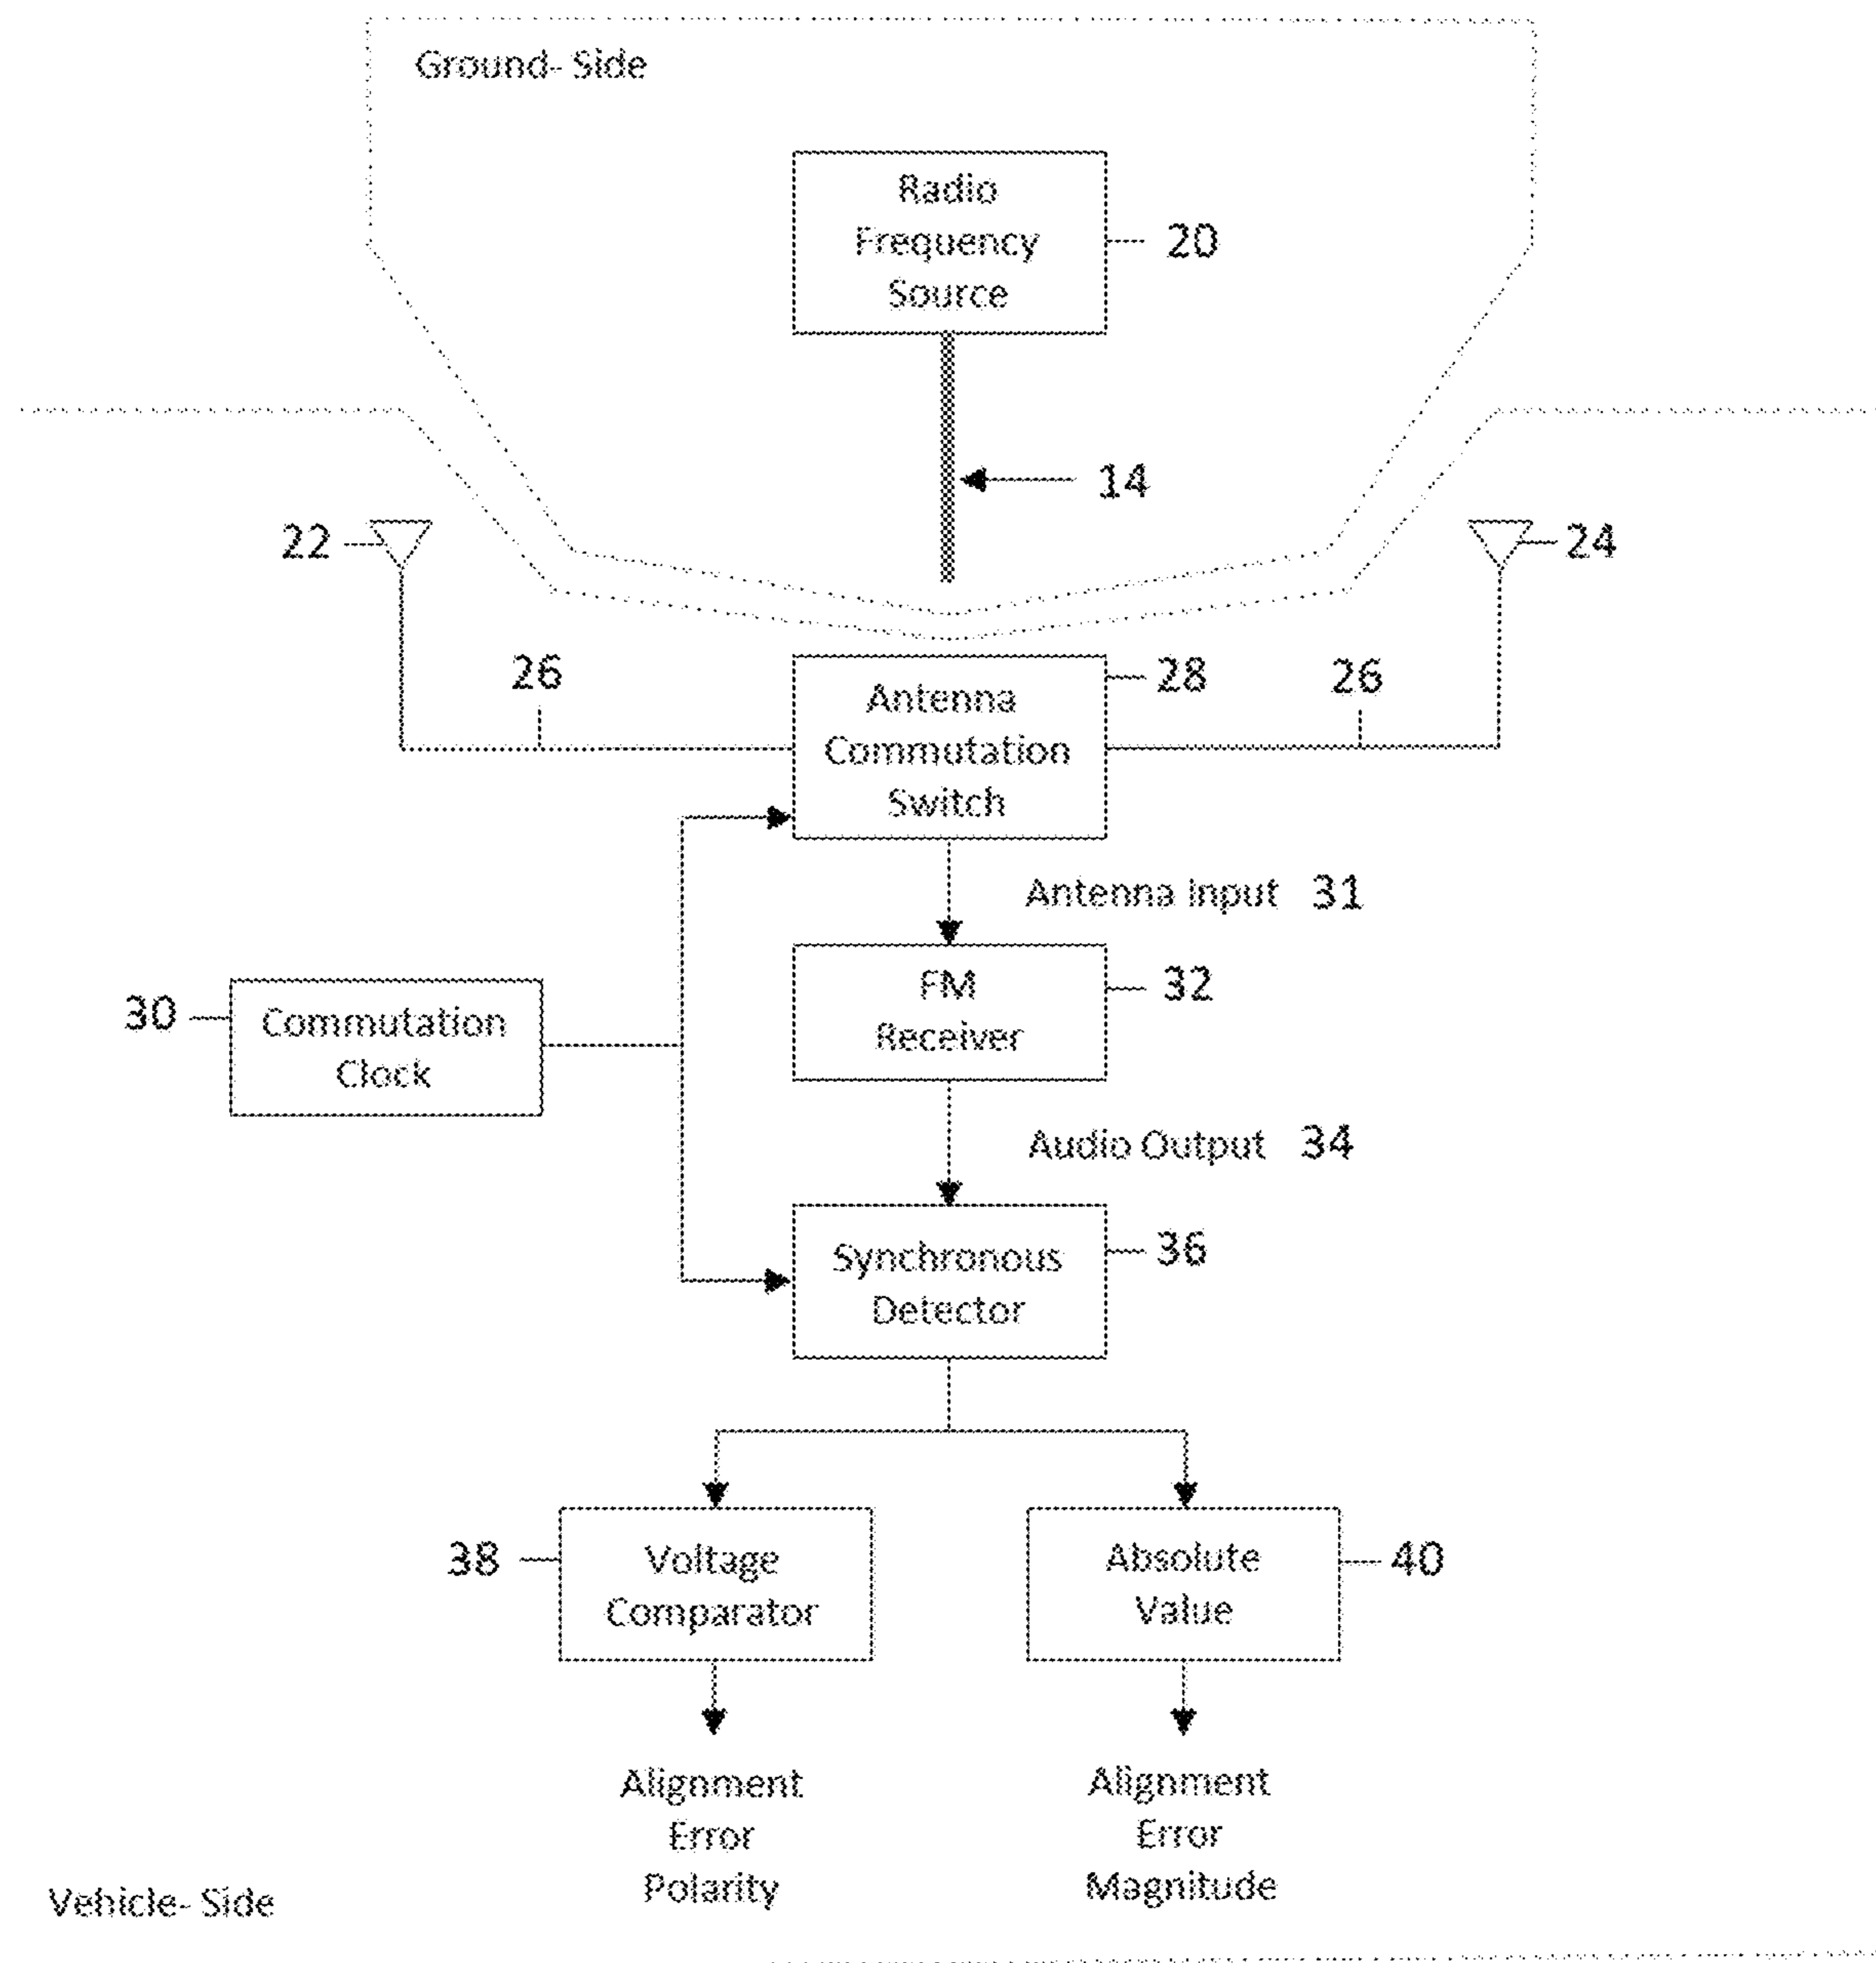 Ground- Side
Radio
Frequency
Source
20
14
22
24
26
28
26
Antenna
Commutation
Switch
Antenna Input 31
FM
Receiver
32
30
Commutation
Clock
Audio Output 34
Synchronous
Detector
36
38
Voltage
Comparator
Absolute
Value
40
Alignment
Error
Polarity
Alignment
Error
Magnitude
Vehicle- Side